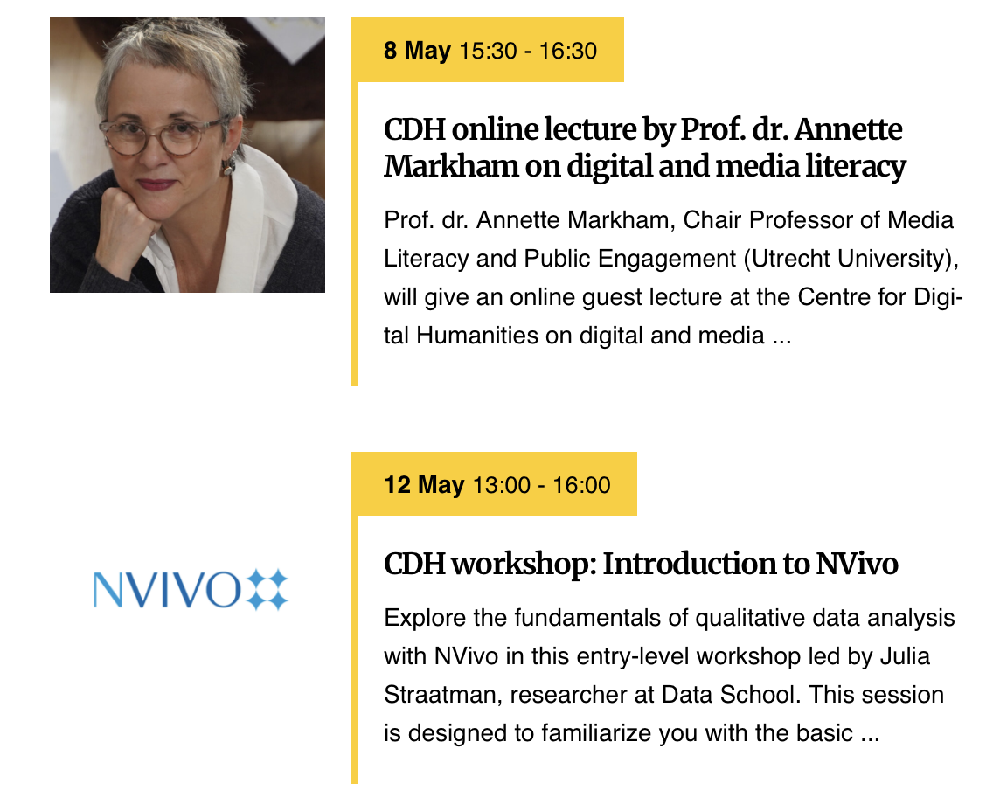 8 May 15:30 - 16:30
CDH online lecture by Prof. dr. Annette
Markham on digital and media literacy
Prof. dr. Annette Markham, Chair Professor of Media
Literacy and Public Engagement (Utrecht University),
will give an online guest lecture at the Centre for Digi-
tal Humanities on digital and media ...
12 May 13:00 - 16:00
NVIVO
CDH workshop: Introduction to NVivo
Explore the fundamentals of qualitative data analysis
with NVivo in this entry-level workshop led by Julia
Straatman, researcher at Data School. This session
is designed to familiarize you with the basic ...